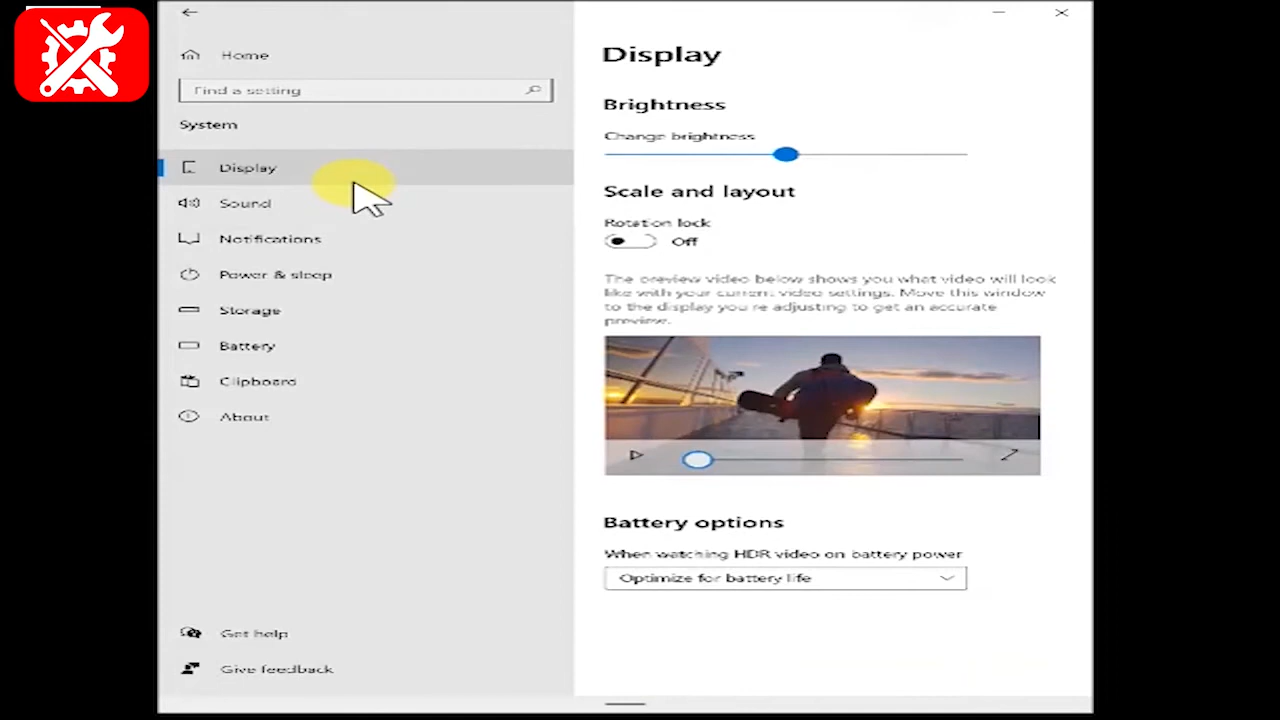 Home
Find a setting
System
Display
Sound
Notifications
Power & sleep
Storage
Battery
Clipboard
About
Get help
Give feedback
Display
Brightness
Change brightness
Scale and layout
Rotation lock
Off
The preview video below shows you what video will look
like with your current video settings. Move this window
to the display you're adjusting to get an accurate
preview.
Battery options
When watching HDR video on battery power
Optimize for battery life